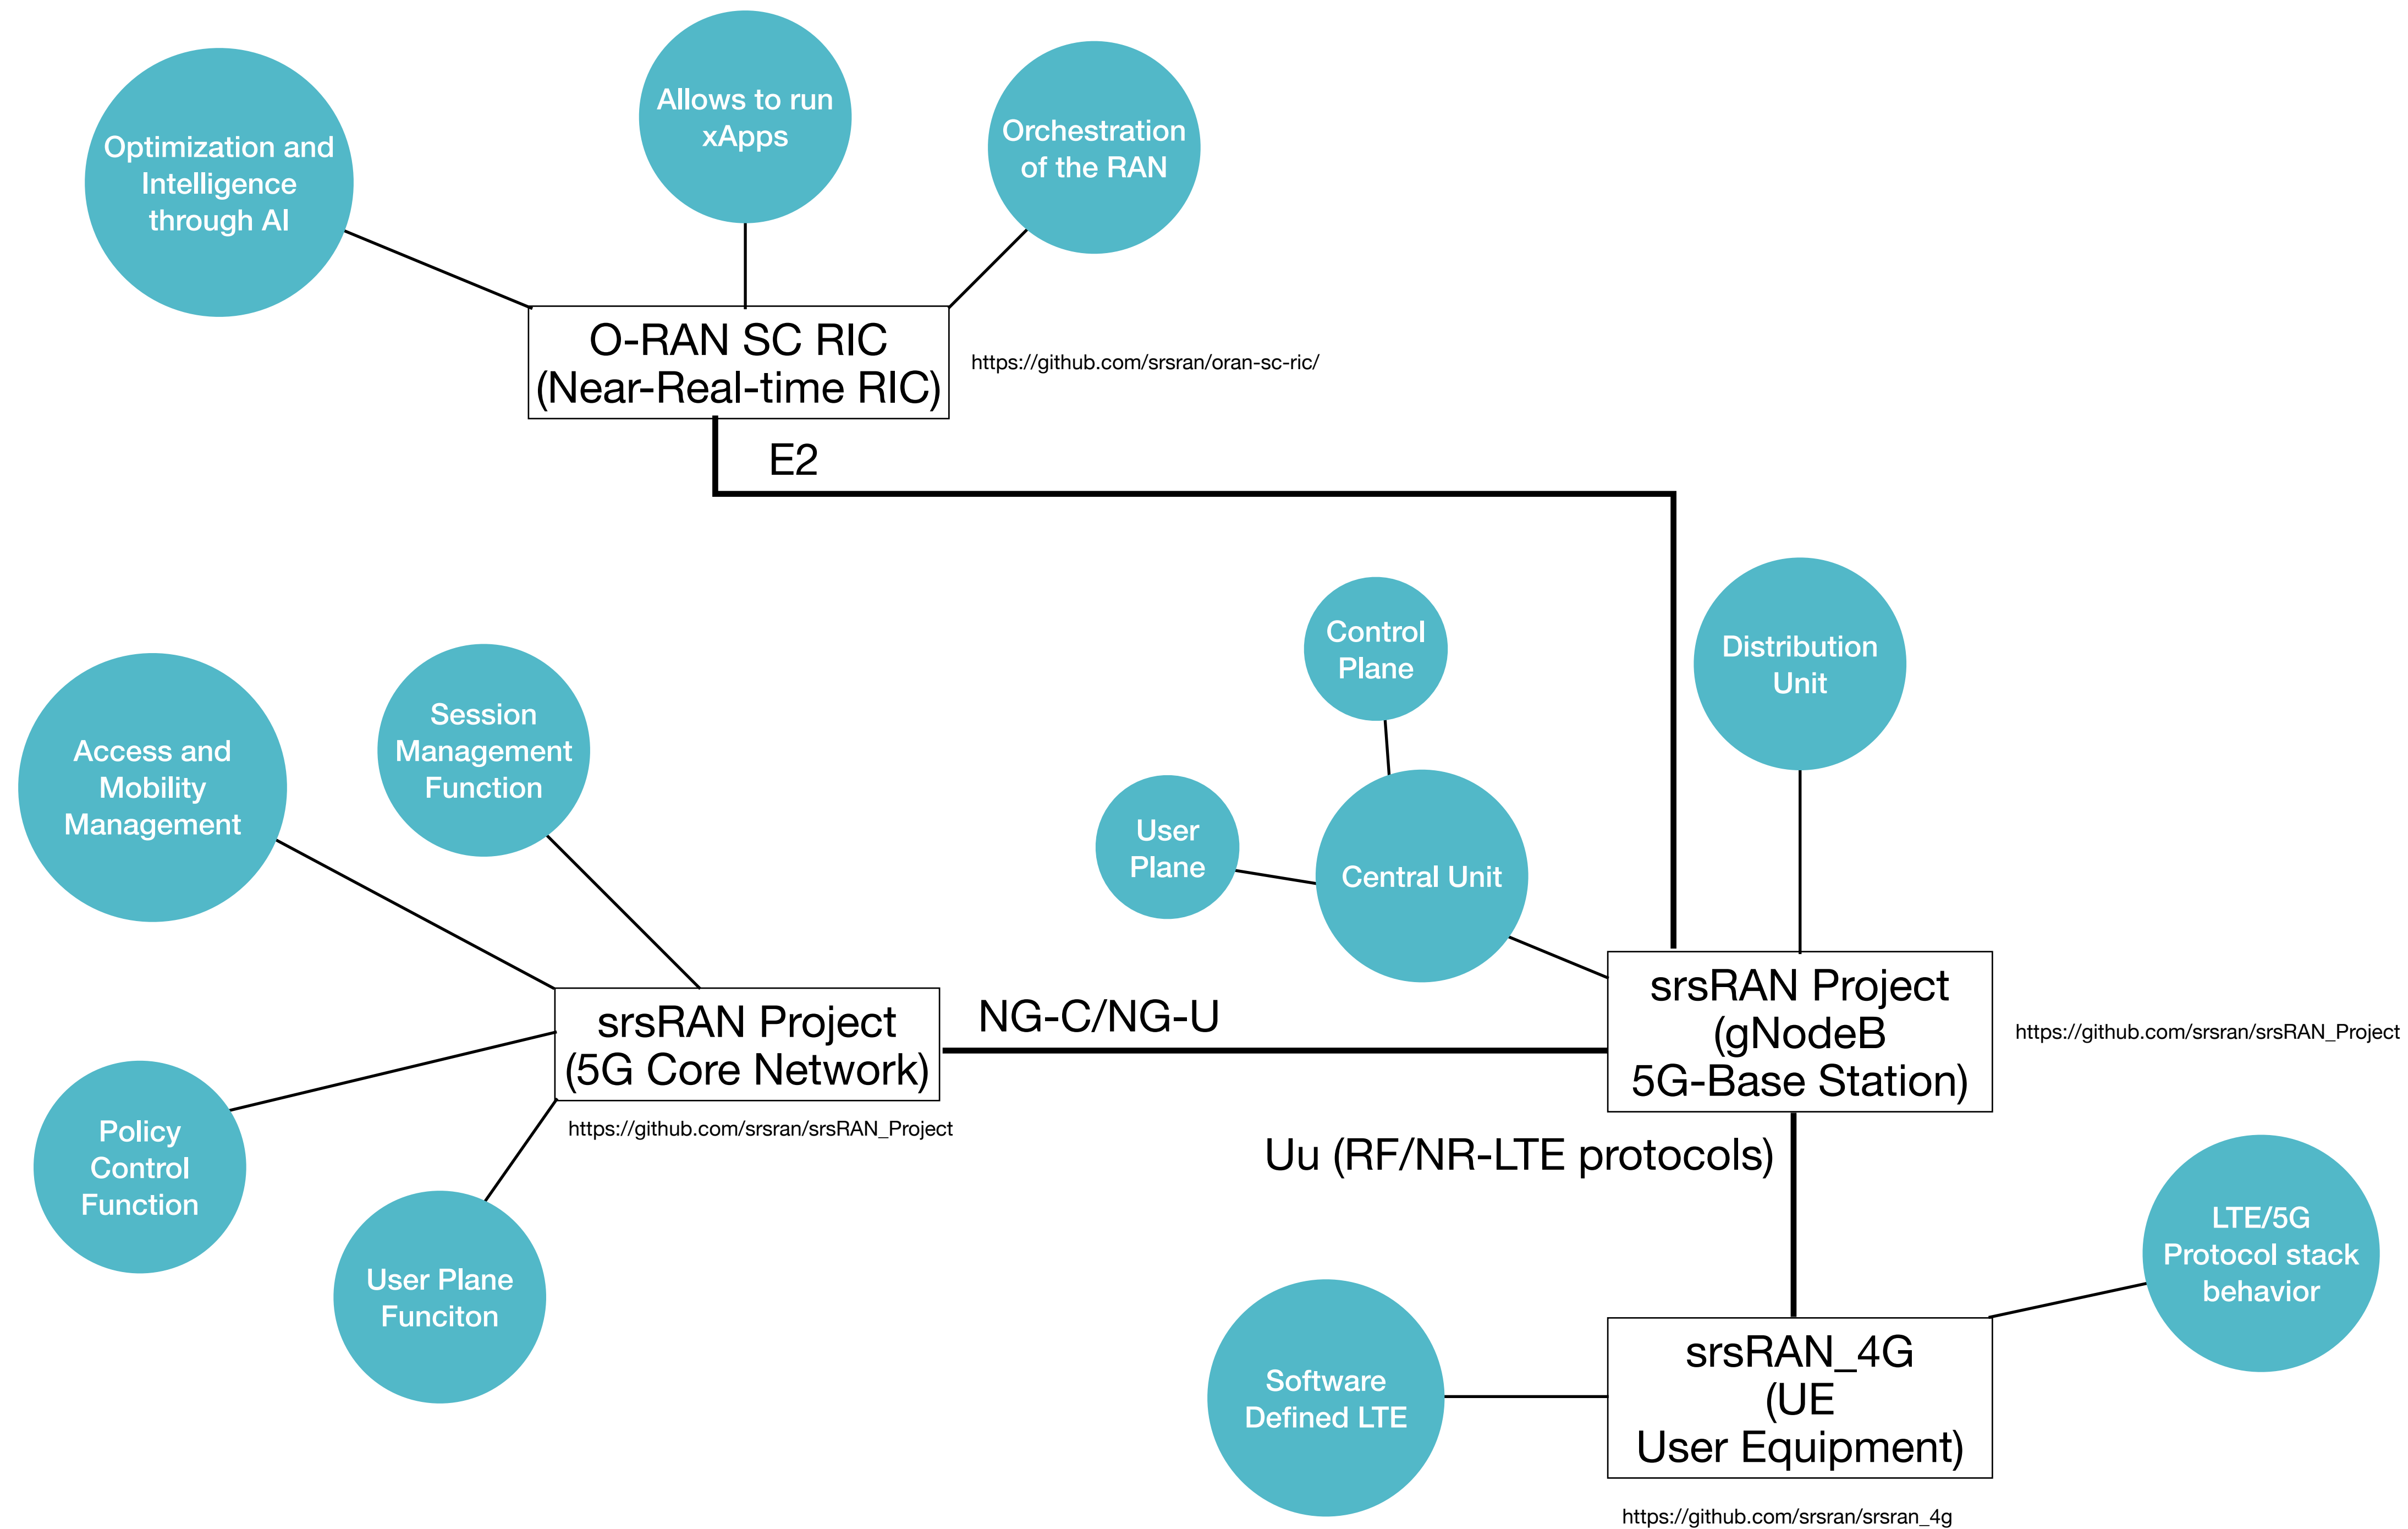 Optimization and
Intelligence
through AI
Allows to run
xApps
Orchestration
of the RAN
O-RAN SC RIC
(Near-Real-time RIC)
https://github.com/srsran/oran-sc-ric/
E2
Control
Plane
Distribution
Unit
User
Plane
Central Unit
Access and
Mobility
Management
Session
Management
Function
srsRAN Project
(5G Core Network)
https://github.com/srsran/srsRAN_Project
NG-C/NG-U
srsRAN Project
(gNodeB
5G-Base Station)
https://github.com/srsran/srsRAN_Project
Policy
Control
Function
User Plane
Funciton
Uu (RF/NR-LTE protocols)
LTE/5G
Protocol stack
behavior
Software
Defined LTE
srsRAN_4G
(UE
User Equipment)
https://github.com/srsran/srsran_4g